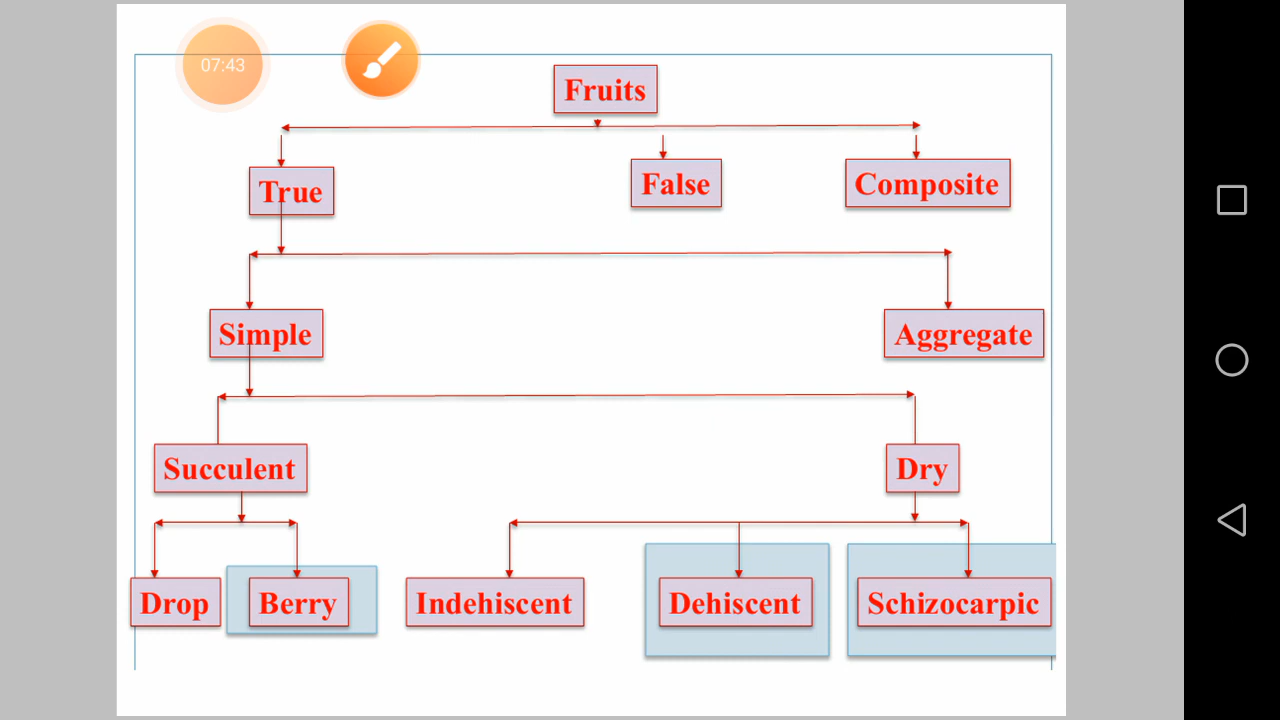 07:43
Fruits
True
False
Composite
Simple
Aggregate
Succulent
Dry
Drop
Berry
Indehiscent
Dehiscent
Schizocarpic